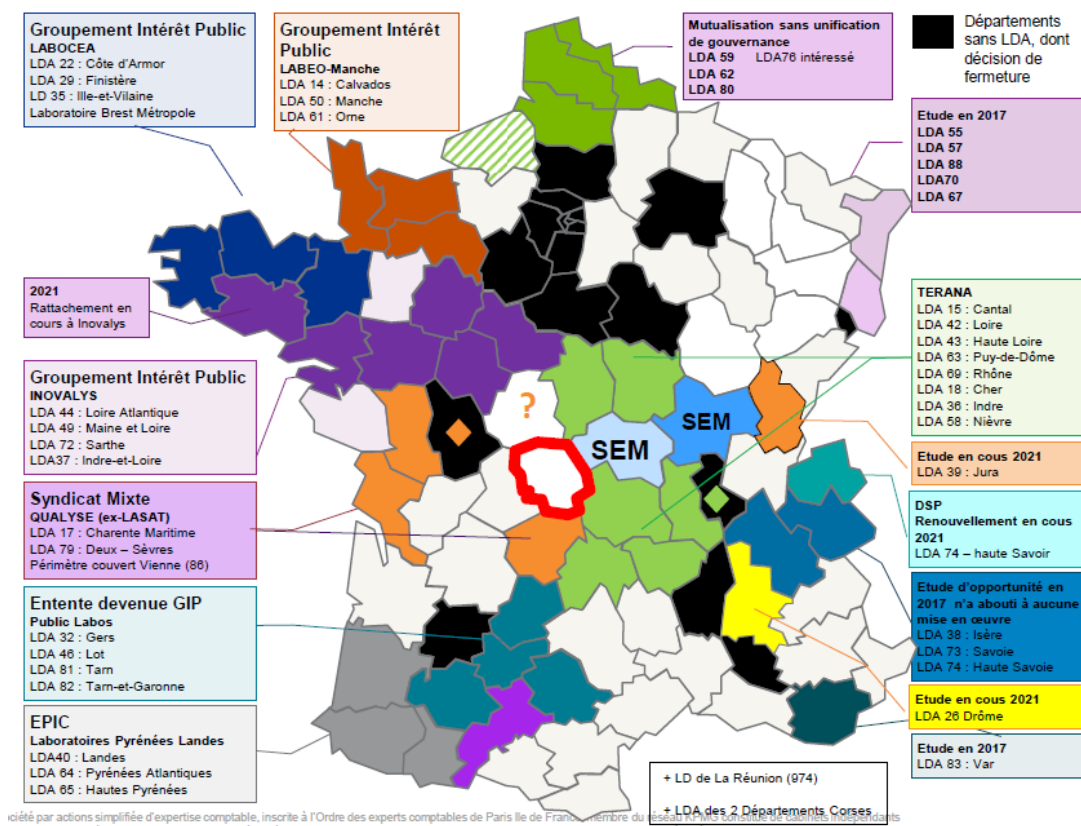 Groupement Intérêt Public
LABOCEA
LDA 22 : Côte d'Armor
LDA 29 : Finistère
LD 35 : Ille-et-Vilaine
Laboratoire Brest Métropole
Groupement Intérêt
Public
LABEO-Manche
LDA 14 : Calvados
LDA 50 : Manche
LDA 61 : Orne
Mutualisation sans unification
de gouvernance
LDA 59 LDA76 intéressé
LDA 62
LDA 80
Départements
sans LDA, dont
décision de
fermeture
Etude en 2017
LDA 55
LDA 57
LDA 88
LDA70
LDA 67
2021
Rattachement en
cours à Inovalys
TERANA
LDA 15 : Cantal
LDA 42 : Loire
LDA 43 : Haute Loire
LDA 63 : Puy-de-Dôme
LDA 69 : Rhône
LDA 18 : Cher
LDA 36 : Indre
LDA 58 : Nièvre
Groupement Intérêt Public
INOVALYS
LDA 44 : Loire Atlantique
LDA 49 : Maine et Loire
LDA 72 : Sarthe
LDA37 : Indre-et-Loire
?
SEM
SEM
Etude en cous 2021
LDA 39 : Jura
Syndicat Mixte
QUALYSE (ex-LASAT)
LDA 17 : Charente Maritime
LDA 79 : Deux – Sèvres
Périmètre couvert Vienne (86)
DSP
Renouvellement en cous
2021
LDA 74 – haute Savoir
Entente devenue GIP
Public Labos
LDA 32 : Gers
LDA 46 : Lot
LDA 81 : Tarn
LDA 82 : Tarn-et-Garonne
Etude d'opportunité en
2017 n'a abouti à aucune
mise en œuvre
LDA 38 : Isère
LDA 73 : Savoie
LDA 74 : Haute Savoie
Etude en cous 2021
LDA 26 Drôme
EPIC
Laboratoires Pyrénées Landes
LDA40 : Landes
LDA 64 : Pyrénées Atlantiques
LDA 65 : Hautes Pyrénées
Etude en 2017
LDA 83 : Var
+ LD de La Réunion (974)
+ LDA des 2 Départements Corses
ociété par actions simplifiée d'expertise comptable, inscrite à l'Ordre des experts comptables de Paris Ile de France, membre du réseau KPMG constitué de cabinets indépendants